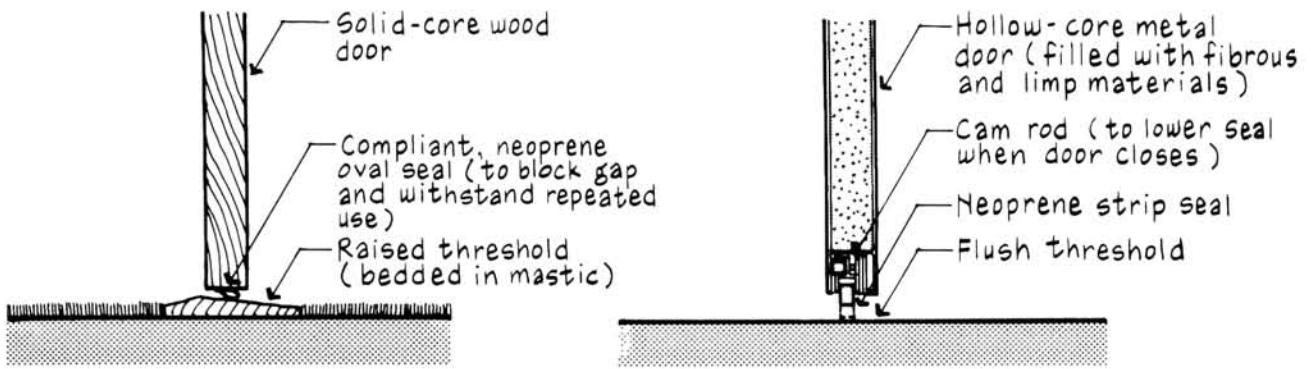 Solid-core wood
door
Compliant, neoprene
oval seal (to block gap
and withstand repeated
use)
Raised threshold
(bedded in mastic)
Hollow-core metal
door (filled with fibrous
and limp materials)
Cam rod (to lower seal
when door closes)
Neoprene strip seal
Flush threshold